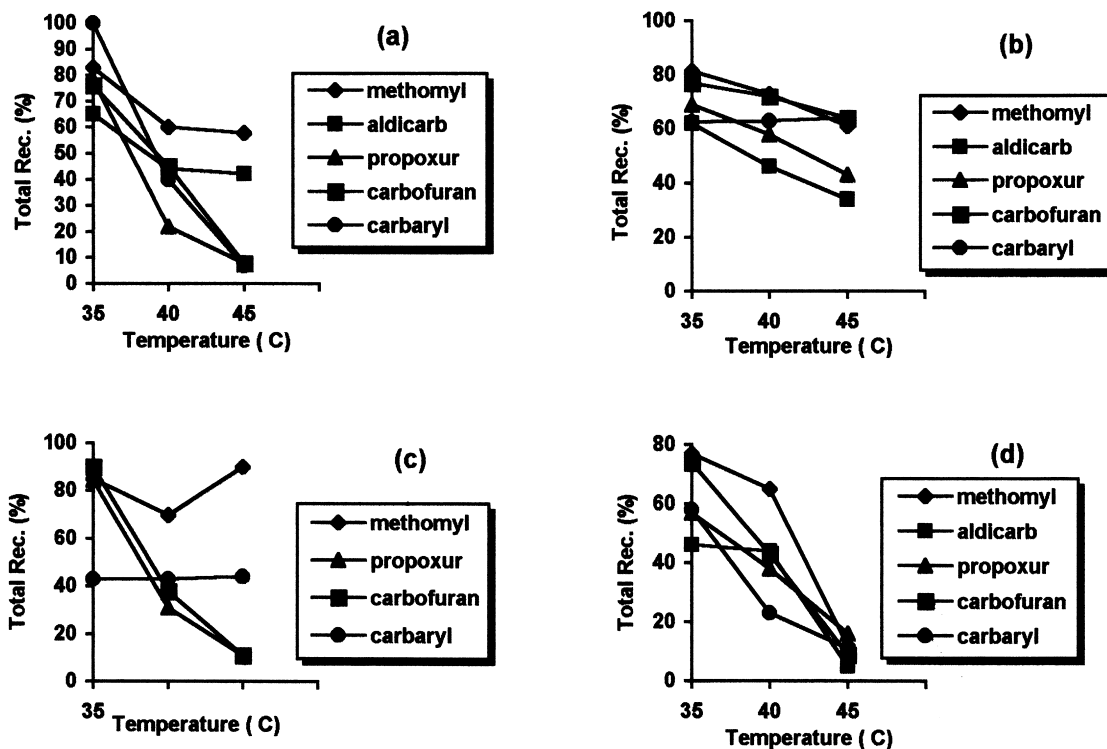 (a)
Total Rec. (%)
100
90
80
70
60
50
40
30
20
10
0
35 40 45
Temperature ( C)
methomyl
aldicarb
propoxur
carbofuran
carbaryl
(b)
Total Rec. (%)
100
80
60
40
20
0
35 40 45
Temperature ( C)
methomyl
aldicarb
propoxur
carbofuran
carbaryl
(c)
Total Rec. (%)
100
80
60
40
20
0
35
Temperature ( C)
methomyl
propoxur
carbofuran
carbaryl
(d)
Total Rec. (%)
80
60
40
20
0
35 40 45
Temperature ( C)
methomyl
aldicarb
propoxur
carbofuran
carbaryl